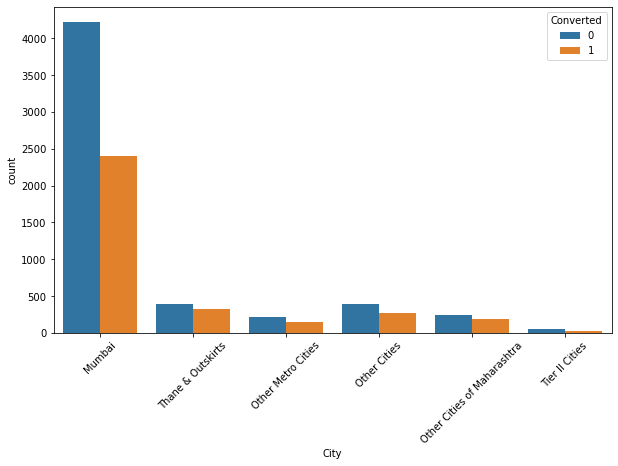 Converted
0
1
4000
3500
3000
2500
2000
1500
1000
500
0
count
Mumbai
Thane & Outskirts
Other Metro Cities
Other Cities
Other Cities of Maharashtra
Tier II Cities
City